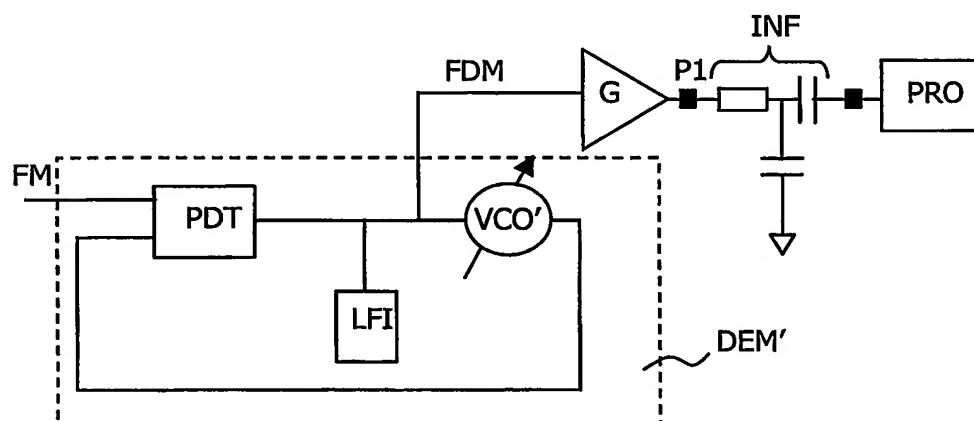 INF
FDM
P1
G
PRO
FM
PDT
VCO'
LFI
DEM'